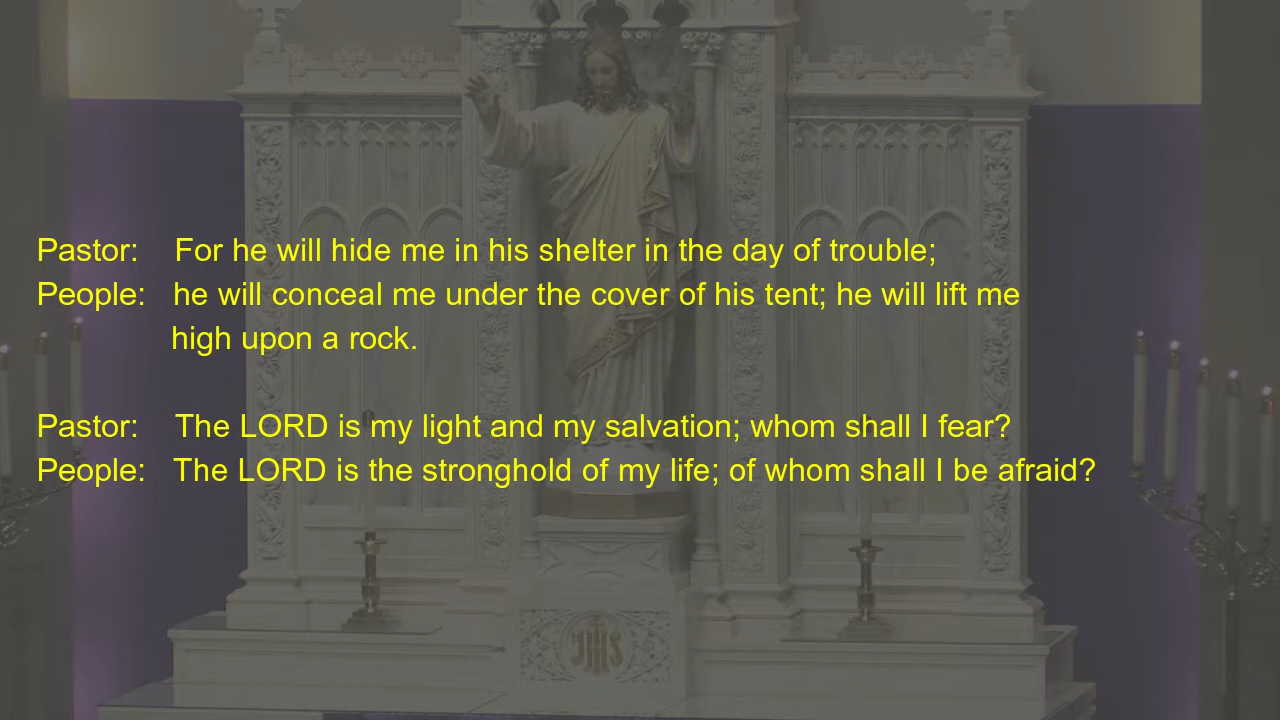 Pastor: For he will hide me in his shelter in the day of trouble;
People: he will conceal me under the cover of his tent; he will lift me
high upon a rock.
Pastor: The LORD is my light and my salvation; whom shall I fear?
People: The LORD is the stronghold of my life; of whom shall I be afraid?
IHS